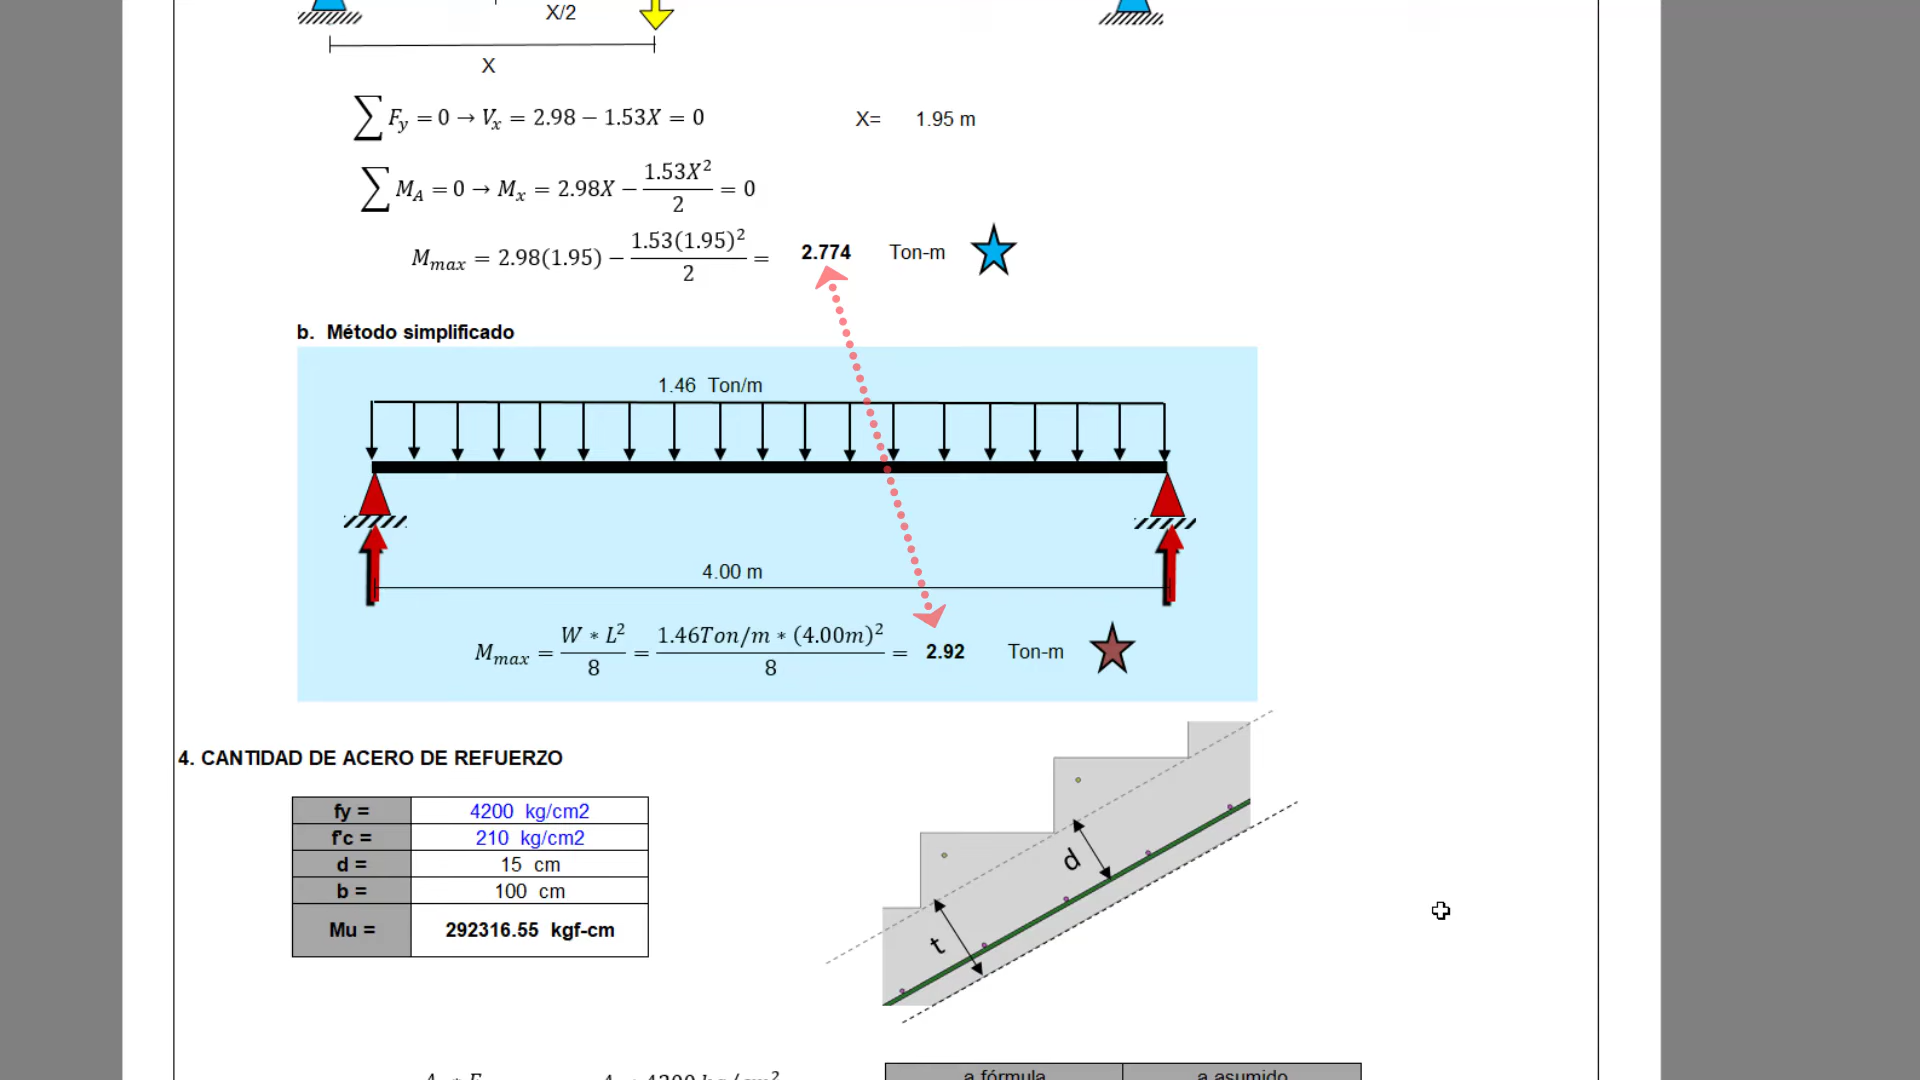 X/2
X
∑ Fy = 0 → Vx = 2.98 − 1.53X = 0
X= 1.95 m
∑ MA = 0 → Mx = 2.98X − 1.53X² / 2 = 0
Mmax = 2.98(1.95) − 1.53(1.95)² / 2 = 2.774 Ton-m
b. Método simplificado
1.46 Ton/m
4.00 m
Mmax = W ∗ L² / 8 = 1.46Ton/m ∗ (4.00m)² / 8 = 2.92 Ton-m
4. CANTIDAD DE ACERO DE REFUERZO
fy = 4200 kg/cm2
f'c = 210 kg/cm2
d = 15 cm
b = 100 cm
Mu = 292316.55 kgf-cm
d
t
a fórmula a asumido